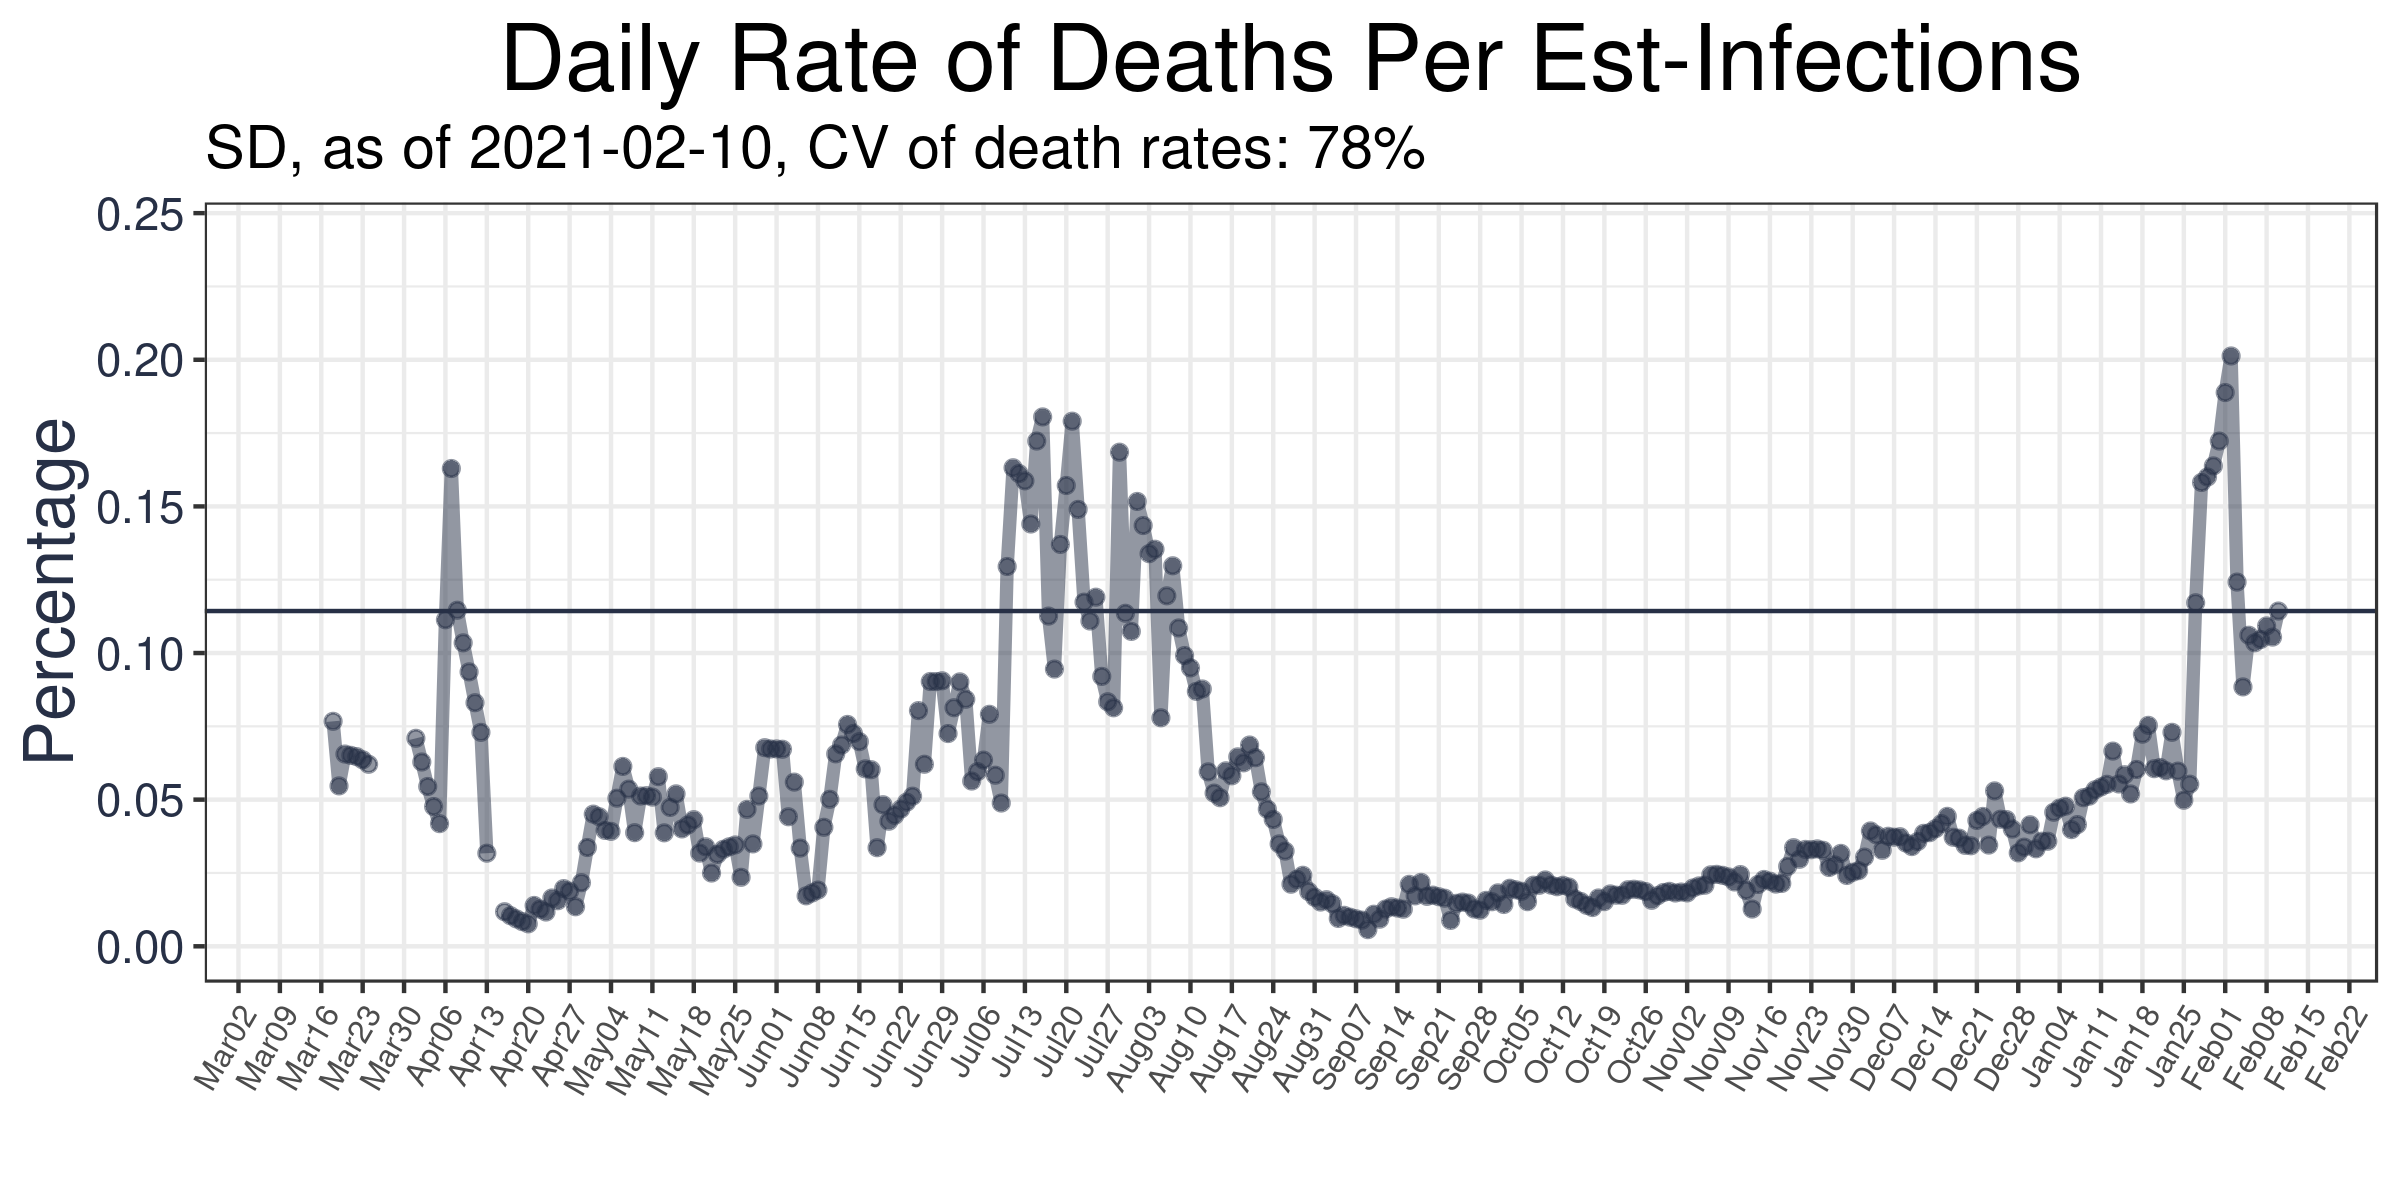 Daily Rate of Deaths Per Est-Infections
SD, as of 2021-02-10, CV of death rates: 78%
Percentage
0.25
0.20
0.15
0.10
0.05
0.00
Mar02
Mar09
Mar16
Mar23
Mar30
Apr06
Apr13
Apr20
Apr27
May04
May11
May18
May25
Jun01
Jun08
Jun15
Jun22
Jun29
Jul06
Jul13
Jul20
Jul27
Aug03
Aug10
Aug17
Aug24
Aug31
Sep07
Sep14
Sep21
Sep28
Oct05
Oct12
Oct19
Oct26
Nov02
Nov09
Nov16
Nov23
Nov30
Dec07
Dec14
Dec21
Dec28
Jan04
Jan11
Jan18
Jan25
Feb01
Feb08
Feb15
Feb22